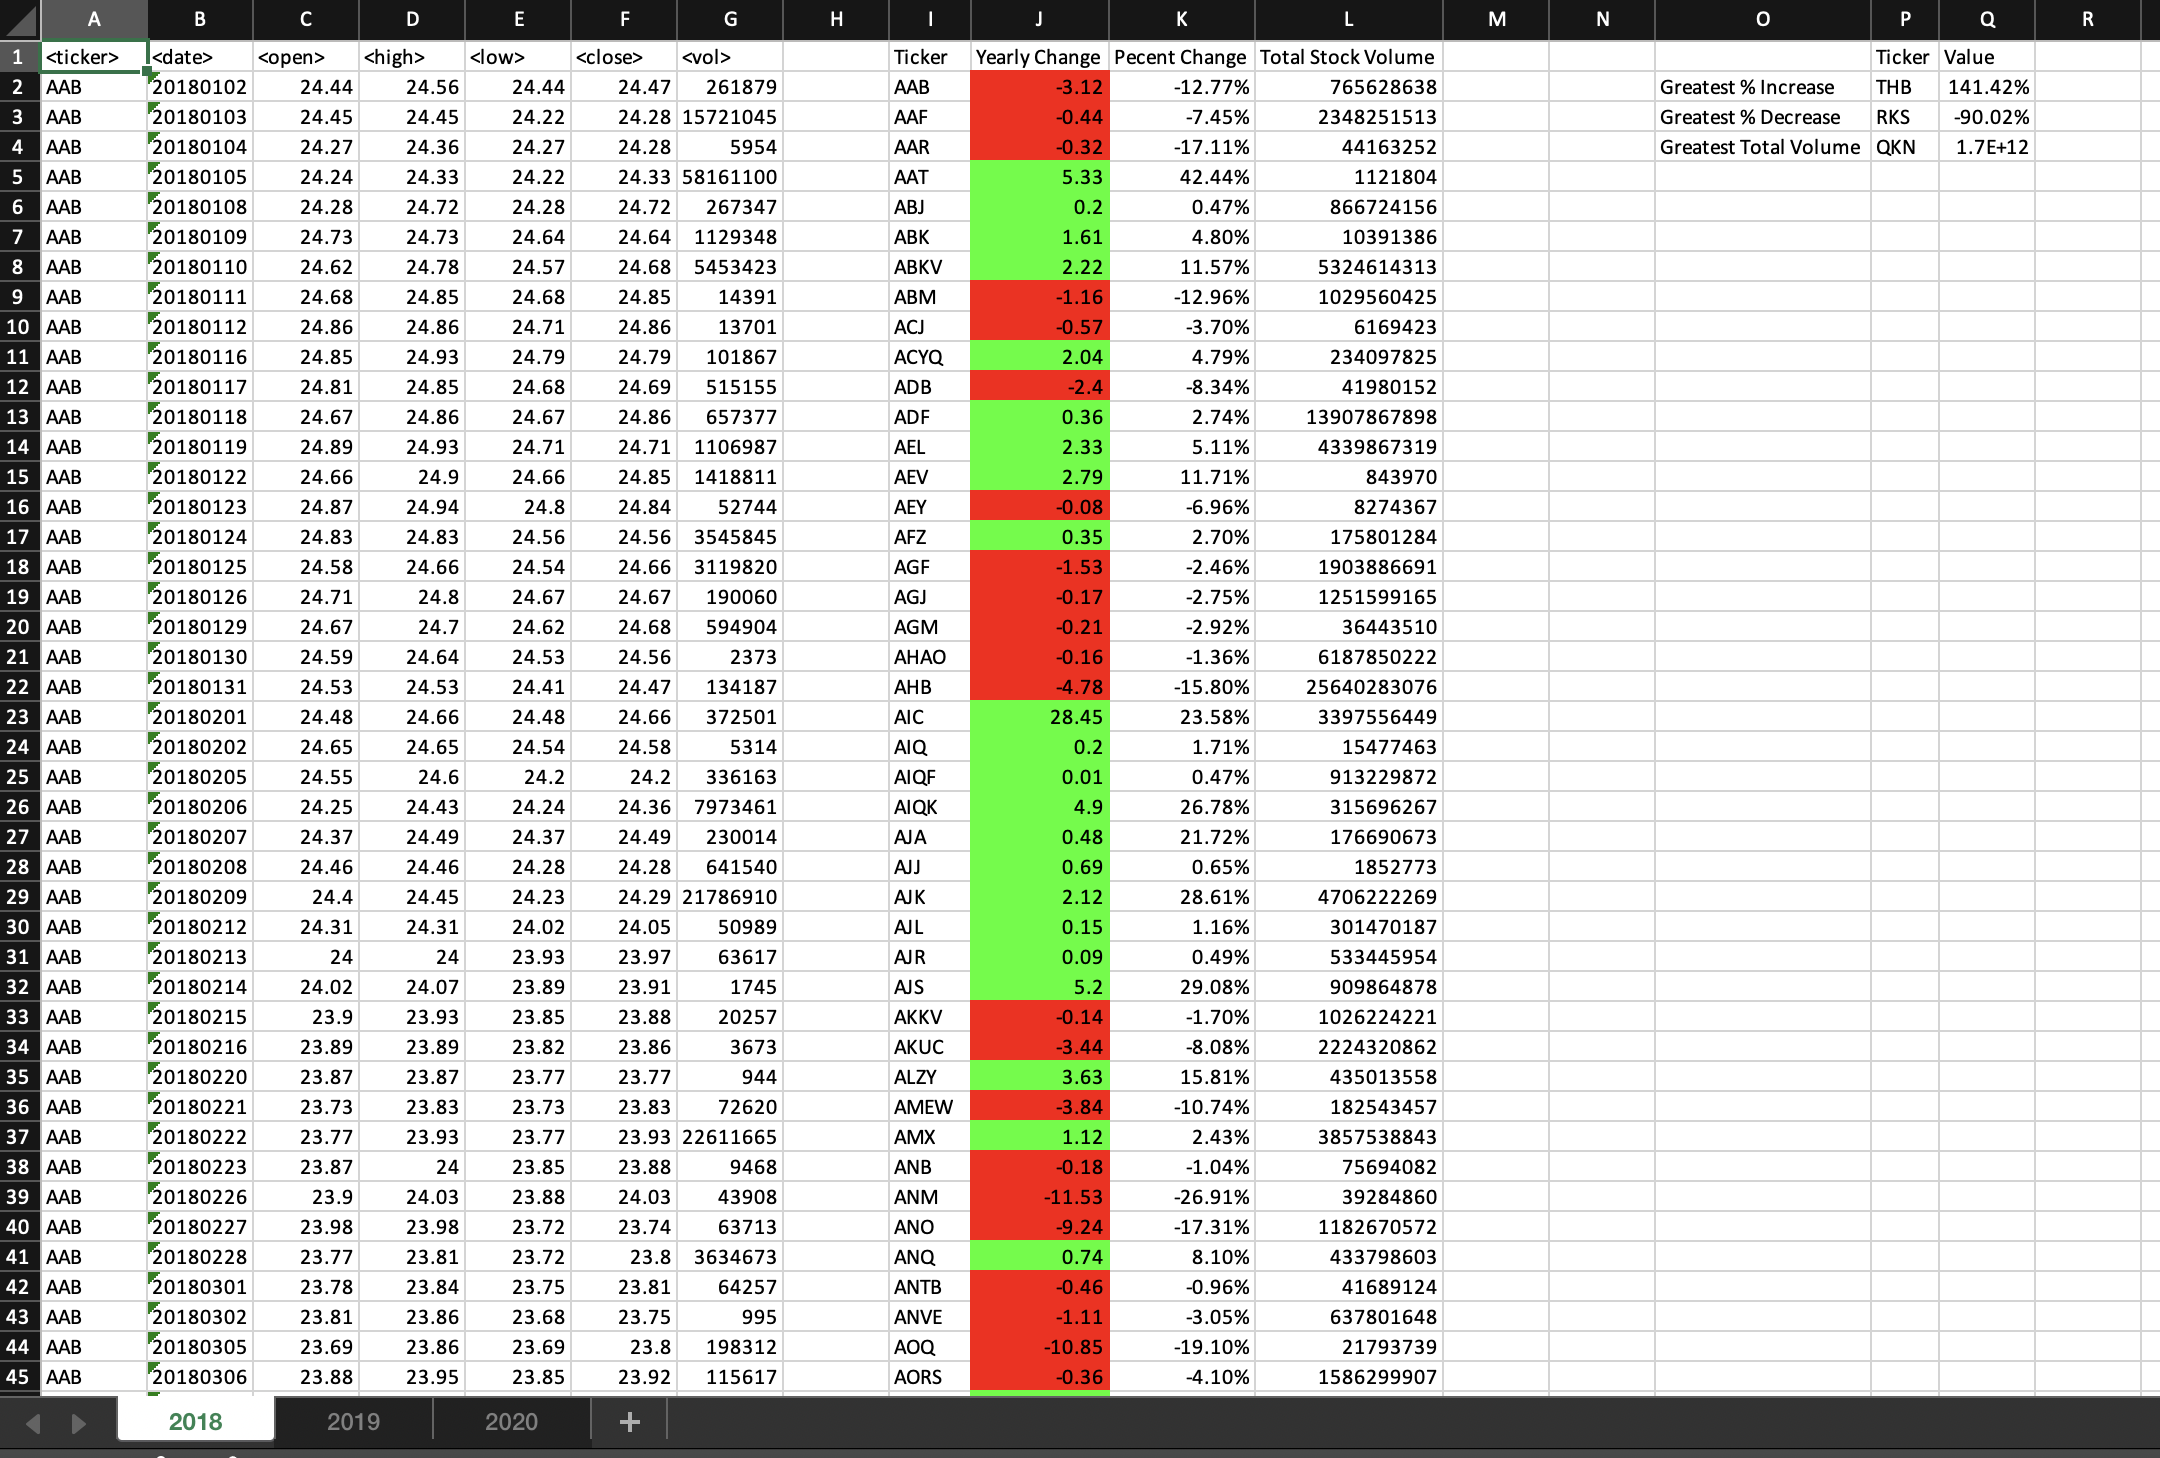 A B C D E F G H I J K L M N O P Q R
1 <ticker> <date> <open> <high> <low> <close> <vol> Ticker Yearly Change Pecent Change Total Stock Volume Ticker Value
2 AAB 20180102 24.44 24.56 24.44 24.47 261879 AAB -3.12 -12.77% 765628638 Greatest % Increase THB 141.42%
3 AAB 20180103 24.45 24.45 24.22 24.28 15721045 AAF -0.44 -7.45% 2348251513 Greatest % Decrease RKS -90.02%
4 AAB 20180104 24.27 24.36 24.27 24.28 5954 AAR -0.32 -17.11% 44163252 Greatest Total Volume QKN 1.7E+12
5 AAB 20180105 24.24 24.33 24.22 24.33 58161100 AAT 5.33 42.44% 1121804
6 AAB 20180108 24.28 24.72 24.28 24.72 267347 ABJ 0.2 0.47% 866724156
7 AAB 20180109 24.73 24.73 24.64 24.64 1129348 ABK 1.61 4.80% 10391386
8 AAB 20180110 24.62 24.78 24.57 24.68 5453423 ABKV 2.22 11.57% 5324614313
9 AAB 20180111 24.68 24.85 24.68 24.85 14391 ABM -1.16 -12.96% 1029560425
10 AAB 20180112 24.86 24.86 24.71 24.86 13701 ACJ -0.57 -3.70% 6169423
11 AAB 20180116 24.85 24.93 24.79 24.79 101867 ACYQ 2.04 4.79% 234097825
12 AAB 20180117 24.81 24.85 24.68 24.69 515155 ADB -2.4 -8.34% 41980152
13 AAB 20180118 24.67 24.86 24.67 24.86 657377 ADF 0.36 2.74% 13907867898
14 AAB 20180119 24.89 24.93 24.71 24.71 1106987 AEL 2.33 5.11% 4339867319
15 AAB 20180122 24.66 24.9 24.66 24.85 1418811 AEV 2.79 11.71% 843970
16 AAB 20180123 24.87 24.94 24.8 24.84 52744 AEY -0.08 -6.96% 8274367
17 AAB 20180124 24.83 24.83 24.56 24.56 3545845 AFZ 0.35 2.70% 175801284
18 AAB 20180125 24.58 24.66 24.54 24.66 3119820 AGF -1.53 -2.46% 1903886691
19 AAB 20180126 24.71 24.8 24.67 24.67 190060 AGJ -0.17 -2.75% 1251599165
20 AAB 20180129 24.67 24.7 24.62 24.68 594904 AGM -0.21 -2.92% 36443510
21 AAB 20180130 24.59 24.64 24.53 24.56 2373 AHAO -0.16 -1.36% 6187850222
22 AAB 20180131 24.53 24.53 24.41 24.47 134187 AHB -4.78 -15.80% 25640283076
23 AAB 20180201 24.48 24.66 24.48 24.66 372501 AIC 28.45 23.58% 3397556449
24 AAB 20180202 24.65 24.65 24.54 24.58 5314 AIQ 0.2 1.71% 15477463
25 AAB 20180205 24.55 24.6 24.2 24.2 336163 AIQF 0.01 0.47% 913229872
26 AAB 20180206 24.25 24.43 24.24 24.36 7973461 AIQK 4.9 26.78% 315696267
27 AAB 20180207 24.37 24.49 24.37 24.49 230014 AJA 0.48 21.72% 176690673
28 AAB 20180208 24.46 24.46 24.28 24.28 641540 AJJ 0.69 0.65% 1852773
29 AAB 20180209 24.4 24.45 24.23 24.29 21786910 AJK 2.12 28.61% 4706222269
30 AAB 20180212 24.31 24.31 24.02 24.05 50989 AJL 0.15 1.16% 301470187
31 AAB 20180213 24 24 23.93 23.97 63617 AJR 0.09 0.49% 533445954
32 AAB 20180214 24.02 24.07 23.89 23.91 1745 AJS 5.2 29.08% 909864878
33 AAB 20180215 23.9 23.93 23.85 23.88 20257 AKKV -0.14 -1.70% 1026224221
34 AAB 20180216 23.89 23.89 23.82 23.86 3673 AKUC -3.44 -8.08% 2224320862
35 AAB 20180220 23.87 23.87 23.77 23.77 944 ALZY 3.63 15.81% 435013558
36 AAB 20180221 23.73 23.83 23.73 23.83 72620 AMEW -3.84 -10.74% 182543457
37 AAB 20180222 23.77 23.93 23.77 23.93 22611665 AMX 1.12 2.43% 3857538843
38 AAB 20180223 23.87 24 23.85 23.88 9468 ANB -0.18 -1.04% 75694082
39 AAB 20180226 23.9 24.03 23.88 24.03 43908 ANM -11.53 -26.91% 39284860
40 AAB 20180227 23.98 23.98 23.72 23.74 63713 ANO -9.24 -17.31% 1182670572
41 AAB 20180228 23.77 23.81 23.72 23.8 3634673 ANQ 0.74 8.10% 433798603
42 AAB 20180301 23.78 23.84 23.75 23.81 64257 ANTB -0.46 -0.96% 41689124
43 AAB 20180302 23.81 23.86 23.68 23.75 995 ANVE -1.11 -3.05% 637801648
44 AAB 20180305 23.69 23.86 23.69 23.8 198312 AOQ -10.85 -19.10% 21793739
45 AAB 20180306 23.88 23.95 23.85 23.92 115617 AORS -0.36 -4.10% 1586299907
2018 2019 2020 +